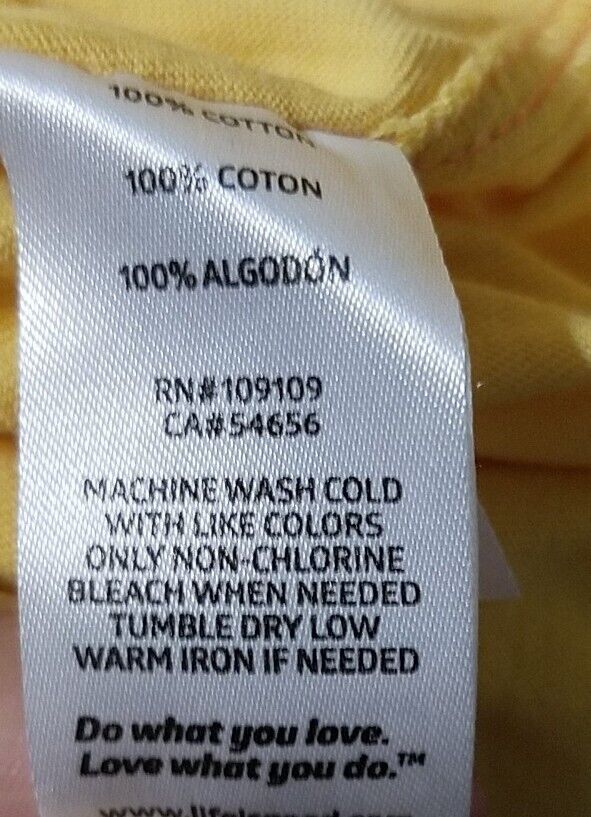 100% COTTON
100% COTON
100% ALGODÓN
RN#109109
CA#54656
MACHINE WASH COLD
WITH LIKE COLORS
ONLY NON-CHLORINE
BLEACH WHEN NEEDED
TUMBLE DRY LOW
WARM IRON IF NEEDED
Do what you love.
Love what you do.™